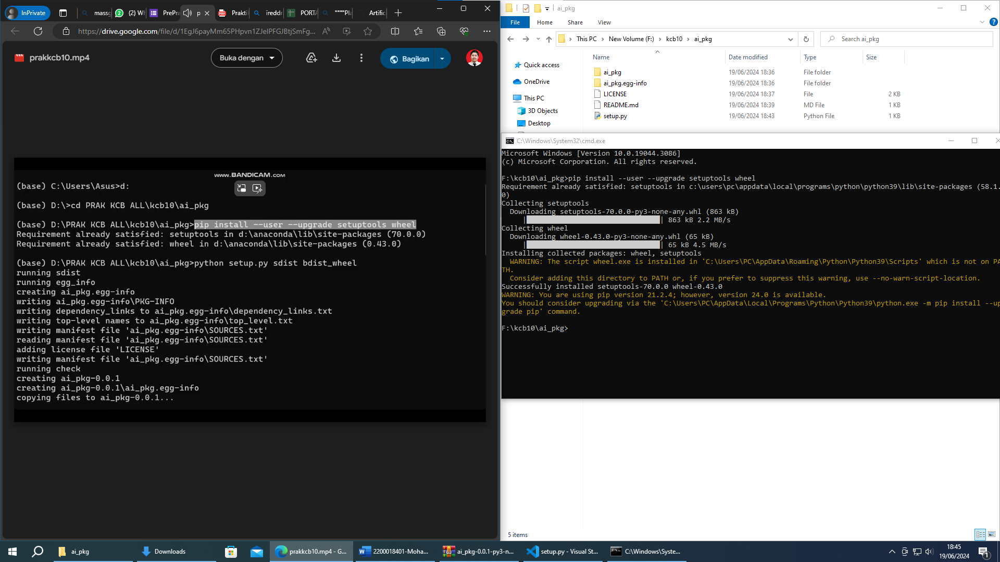 InPrivate
massg
(2) Wh
PrePr
p
Prakti
ireddr
PORTA
""""Pla
Artific
https://drive.google.com/file/d/1EgJ6payMm65PHpvn1ZJelPFGJBtjSmFg...
prakkcb10.mp4
Buka dengan
Bagikan
www.BANDICAM.com
(base) C:\Users\Asus>d:
(base) D:\>cd PRAK KCB ALL\kcb10\ai_pkg
(base) D:\PRAK KCB ALL\kcb10\ai_pkg>pip install --user --upgrade setuptools wheel
Requirement already satisfied: setuptools in d:\anaconda\lib\site-packages (70.0.0)
Requirement already satisfied: wheel in d:\anaconda\lib\site-packages (0.43.0)
(base) D:\PRAK KCB ALL\kcb10\ai_pkg>python setup.py sdist bdist_wheel
running sdist
running egg_info
creating ai_pkg.egg-info
writing ai_pkg.egg-info\PKG-INFO
writing dependency_links to ai_pkg.egg-info\dependency_links.txt
writing top-level names to ai_pkg.egg-info\top_level.txt
writing manifest file 'ai_pkg.egg-info\SOURCES.txt'
reading manifest file 'ai_pkg.egg-info\SOURCES.txt'
adding license file 'LICENSE'
writing manifest file 'ai_pkg.egg-info\SOURCES.txt'
running check
creating ai_pkg-0.0.1
creating ai_pkg-0.0.1\ai_pkg.egg-info
copying files to ai_pkg-0.0.1...
ai_pkg
File
Home
Share
View
This PC
New Volume (F:)
kcb10
ai_pkg
Search ai_pkg
Quick access
OneDrive
This PC
3D Objects
Desktop
Name Date modified Type Size
ai_pkg 19/06/2024 18:36 File folder
ai_pkg.egg-info 19/06/2024 18:36 File folder
LICENSE 19/06/2024 18:37 File 2 KB
README.md 19/06/2024 18:39 MD File 1 KB
setup.py 19/06/2024 18:43 Python File 1 KB
C:\Windows\System32\cmd.exe
Microsoft Windows [Version 10.0.19044.3086]
(c) Microsoft Corporation. All rights reserved.
F:\kcb10\ai_pkg>pip install --user --upgrade setuptools wheel
Requirement already satisfied: setuptools in c:\users\pc\appdata\local\programs\python\python39\lib\site-packages (58.1.
0)
Collecting setuptools
Downloading setuptools-70.0.0-py3-none-any.whl (863 kB)
| | 863 kB 2.2 MB/s
Collecting wheel
Downloading wheel-0.43.0-py3-none-any.whl (65 kB)
| | 65 kB 4.5 MB/s
Installing collected packages: wheel, setuptools
WARNING: The script wheel.exe is installed in 'C:\Users\PC\AppData\Roaming\Python\Python39\Scripts' which is not on PA
TH.
Consider adding this directory to PATH or, if you prefer to suppress this warning, use --no-warn-script-location.
Successfully installed setuptools-70.0.0 wheel-0.43.0
WARNING: You are using pip version 21.2.4; however, version 24.0 is available.
You should consider upgrading via the 'C:\Users\PC\AppData\Local\Programs\Python\Python39\python.exe -m pip install --up
grade pip' command.
F:\kcb10\ai_pkg>
5 items
ai_pkg
Downloads
prakkcb10.mp4 - G...
2200018401-Moha...
ai_pkg-0.0.1-py3-n...
setup.py - Visual St...
C:\Windows\Syste...
18:45
19/06/2024
1